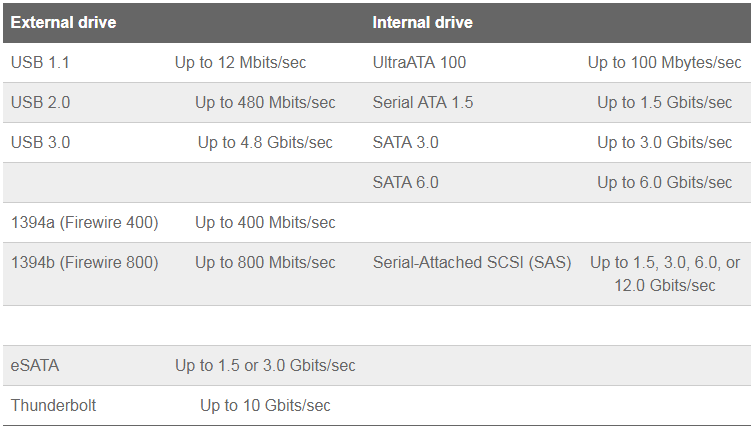 External drive Internal drive
USB 1.1 Up to 12 Mbits/sec UltraATA 100 Up to 100 Mbytes/sec
USB 2.0 Up to 480 Mbits/sec Serial ATA 1.5 Up to 1.5 Gbits/sec
USB 3.0 Up to 4.8 Gbits/sec SATA 3.0 Up to 3.0 Gbits/sec
SATA 6.0 Up to 6.0 Gbits/sec
1394a (Firewire 400) Up to 400 Mbits/sec
1394b (Firewire 800) Up to 800 Mbits/sec Serial-Attached SCSI (SAS) Up to 1.5, 3.0, 6.0, or
12.0 Gbits/sec
eSATA Up to 1.5 or 3.0 Gbits/sec
Thunderbolt Up to 10 Gbits/sec